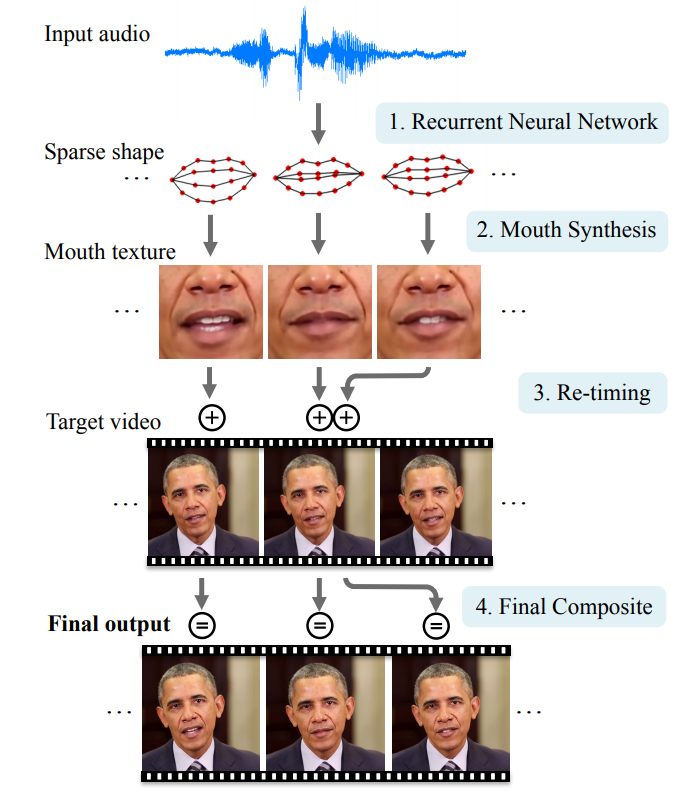 Input audio
1. Recurrent Neural Network
Sparse shape
... ...
2. Mouth Synthesis
Mouth texture
... ...
3. Re-timing
Target video
... ...
4. Final Composite
Final output
... ...